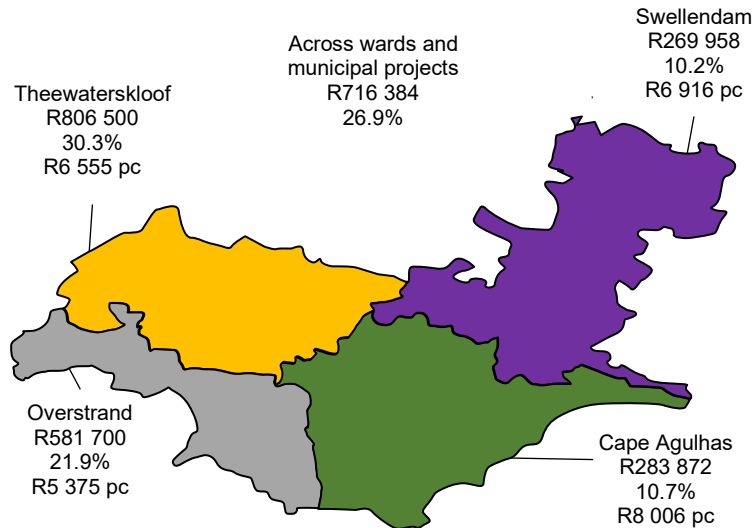 Swellendam
R269 958
10.2%
R6 916 pc
Across wards and
municipal projects
R716 384
26.9%
Theewaterskloof
R806 500
30.3%
R6 555 pc
Overstrand
R581 700
21.9%
R5 375 pc
Cape Agulhas
R283 872
10.7%
R8 006 pc